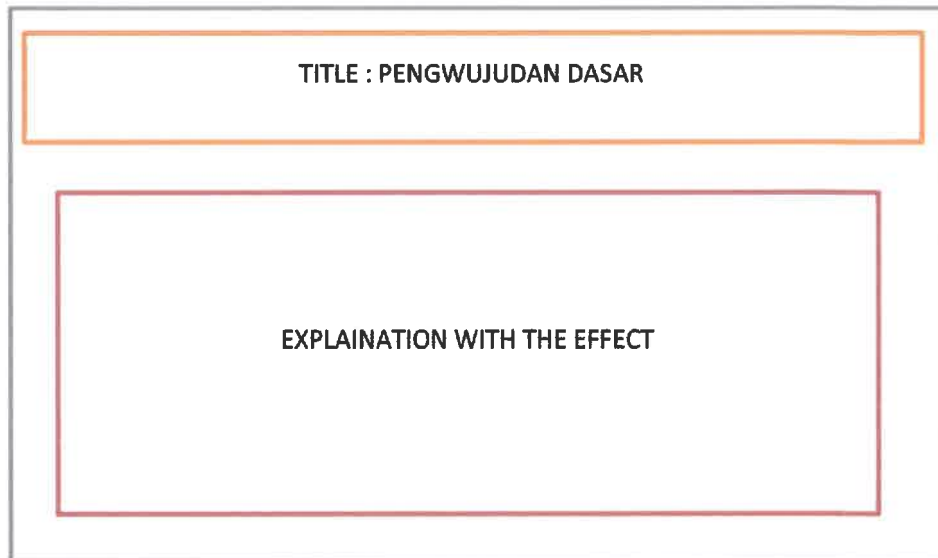 TITLE : PENGWUJUDAN DASAR
EXPLAINATION WITH THE EFFECT